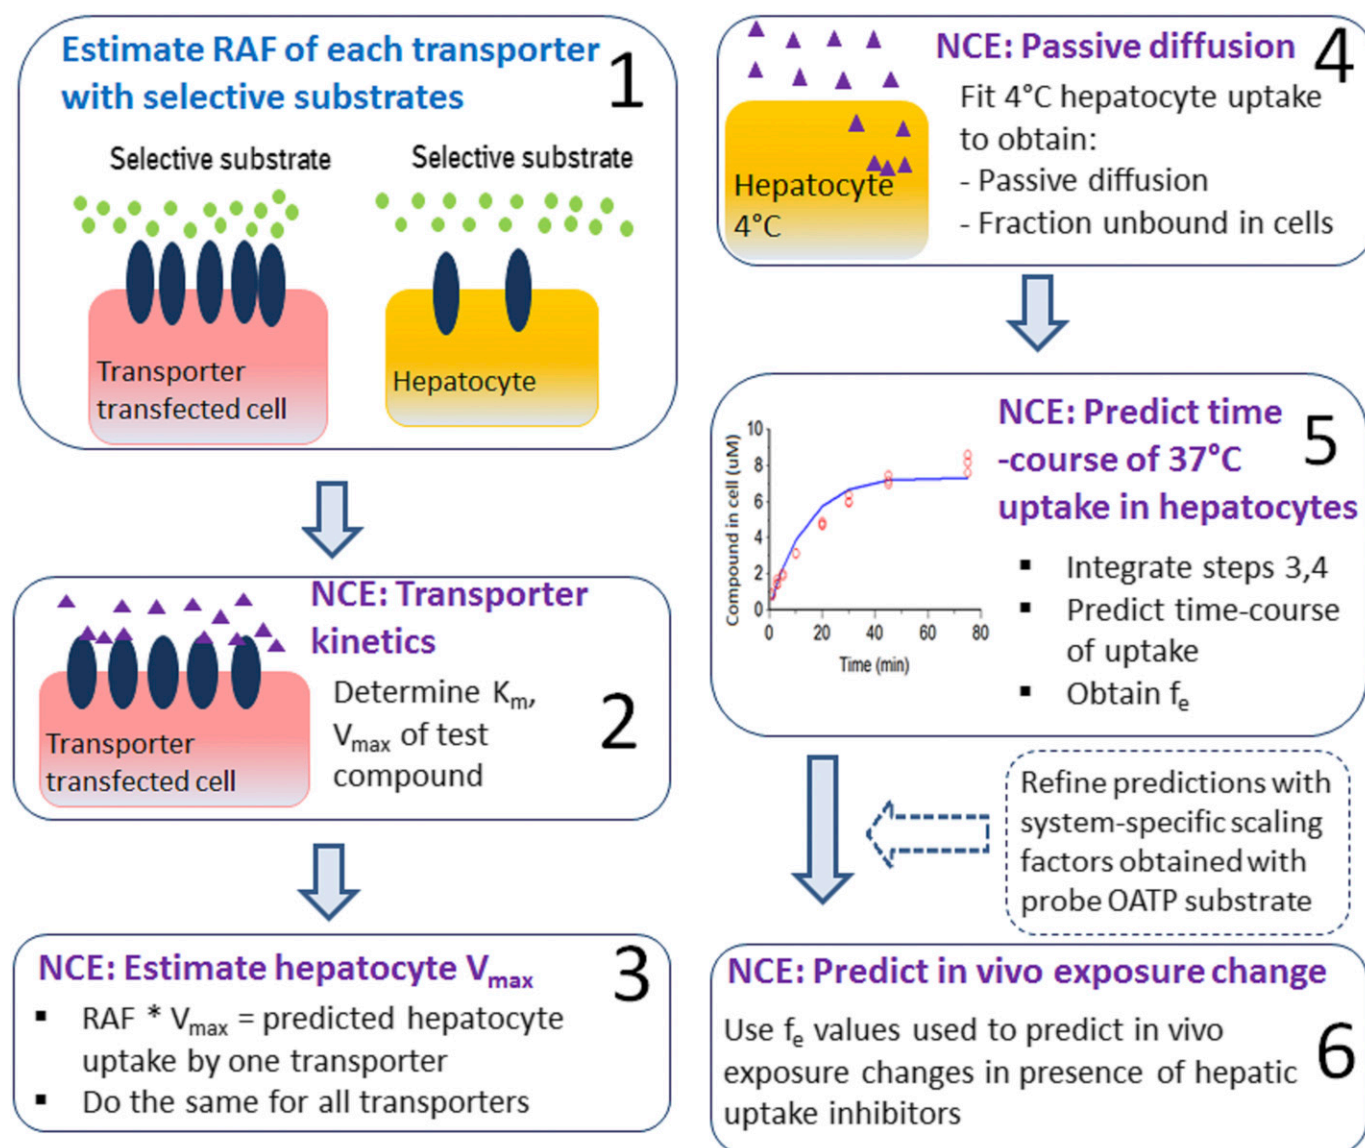 Estimate RAF of each transporter
with selective substrates
1
Selective substrate
Selective substrate
Transporter
transfected cell
Hepatocyte
NCE: Transporter
kinetics
Determine Km,
Vmax of test
compound
2
Transporter
transfected cell
NCE: Estimate hepatocyte Vmax
3
▪ RAF * Vmax = predicted hepatocyte
uptake by one transporter
▪ Do the same for all transporters
NCE: Passive diffusion
4
Fit 4°C hepatocyte uptake
to obtain:
- Passive diffusion
- Fraction unbound in cells
Hepatocyte
4°C
NCE: Predict time
-course of 37°C
uptake in hepatocytes
5
▪ Integrate steps 3,4
▪ Predict time-course
of uptake
▪ Obtain fe
Compound in cell (uM)
10
8
6
4
2
0
0 20 40 60 80
Time (min)
Refine predictions with
system-specific scaling
factors obtained with
probe OATP substrate
NCE: Predict in vivo exposure change
Use fe values used to predict in vivo
exposure changes in presence of hepatic
uptake inhibitors
6